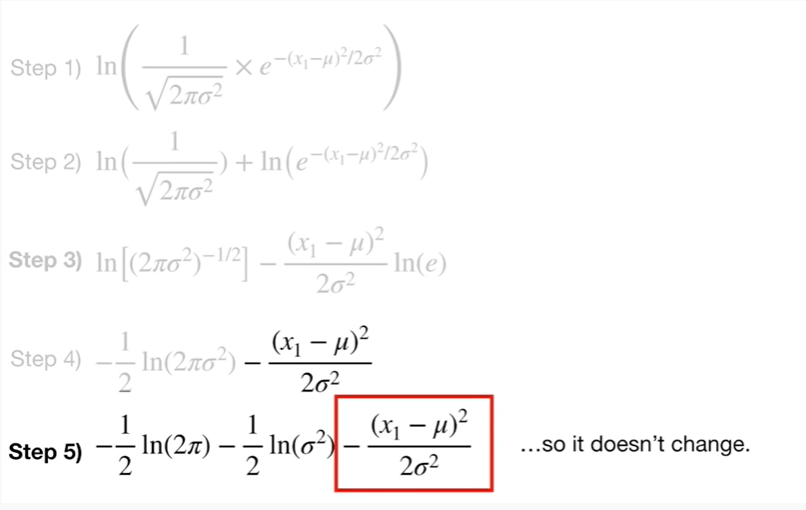 Step 1) ln(1/√(2πσ²) × e^(−(x₁−μ)²/2σ²))
Step 2) ln(1/√(2πσ²)) + ln(e^(−(x₁−μ)²/2σ²))
Step 3) ln[(2πσ²)^(−1/2)] − (x₁ − μ)²/2σ² ln(e)
Step 4) −1/2 ln(2πσ²) − (x₁ − μ)²/2σ²
Step 5) −1/2 ln(2π) − 1/2 ln(σ²) − (x₁ − μ)²/2σ² …so it doesn’t change.